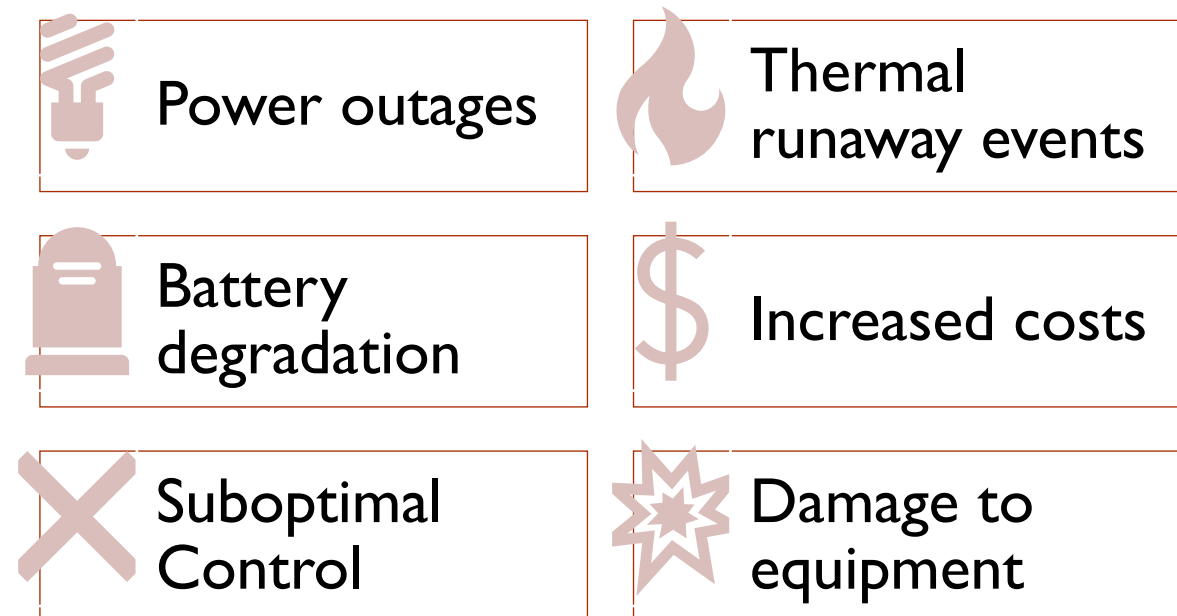 Power outages
Thermal
runaway events
Battery
degradation
Increased costs
Suboptimal
Control
Damage to
equipment